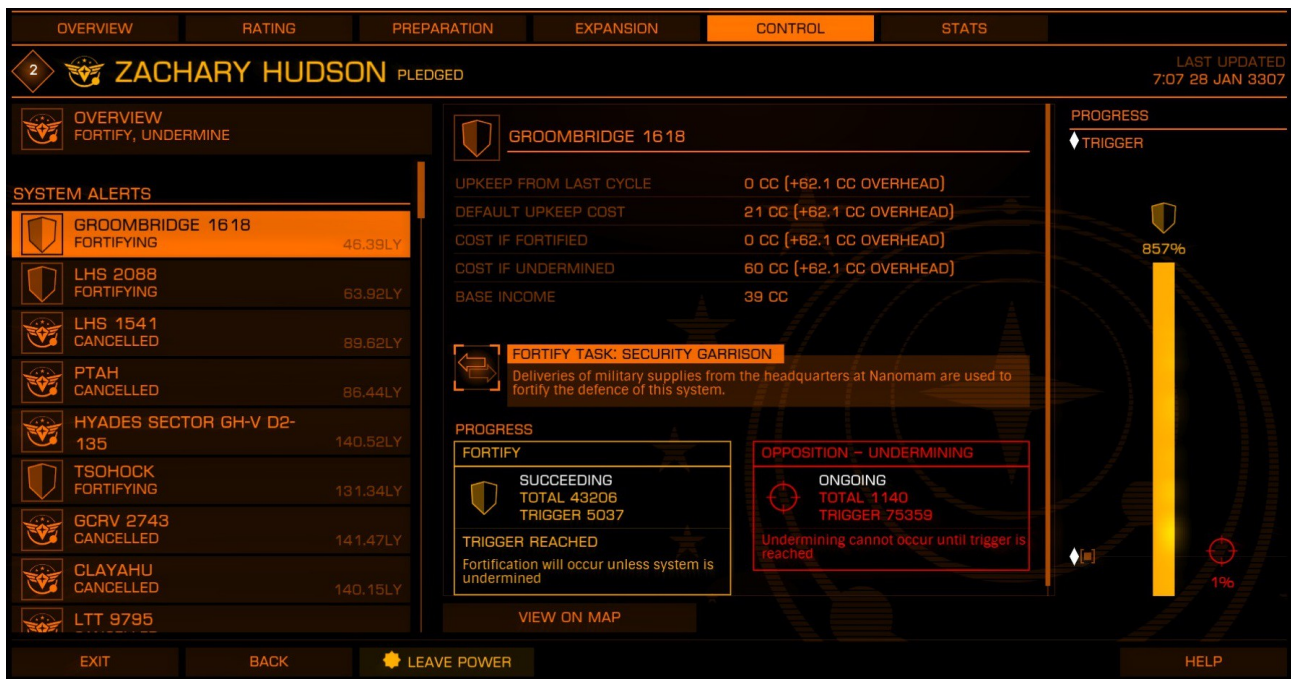 OVERVIEW
RATING
PREPARATION
EXPANSION
CONTROL
STATS
2
ZACHARY HUDSON PLEDGED
LAST UPDATED
7:07 28 JAN 3307
OVERVIEW
FORTIFY, UNDERMINE
SYSTEM ALERTS
GROOMBRIDGE 1618
FORTIFYING
46.39LY
LHS 2088
FORTIFYING
63.92LY
LHS 1541
CANCELLED
89.62LY
PTAH
CANCELLED
86.44LY
HYADES SECTOR GH-V D2-
135
140.52LY
TSOHOCK
FORTIFYING
131.34LY
GCRV 2743
CANCELLED
141.47LY
CLAYAHU
CANCELLED
140.15LY
LTT 9795
GROOMBRIDGE 1618
UPKEEP FROM LAST CYCLE 0 CC (+62.1 CC OVERHEAD)
DEFAULT UPKEEP COST 21 CC (+62.1 CC OVERHEAD)
COST IF FORTIFIED 0 CC (+62.1 CC OVERHEAD)
COST IF UNDERMINED 60 CC (+62.1 CC OVERHEAD)
BASE INCOME 39 CC
FORTIFY TASK: SECURITY GARRISON
Deliveries of military supplies from the headquarters at Nanomam are used to
fortify the defence of this system.
PROGRESS
FORTIFY
SUCCEEDING
TOTAL 43206
TRIGGER 5037
TRIGGER REACHED
Fortification will occur unless system is
undermined
OPPOSITION – UNDERMINING
ONGOING
TOTAL 1140
TRIGGER 75359
Undermining cannot occur until trigger is
reached
VIEW ON MAP
PROGRESS
TRIGGER
857%
1%
EXIT
BACK
LEAVE POWER
HELP